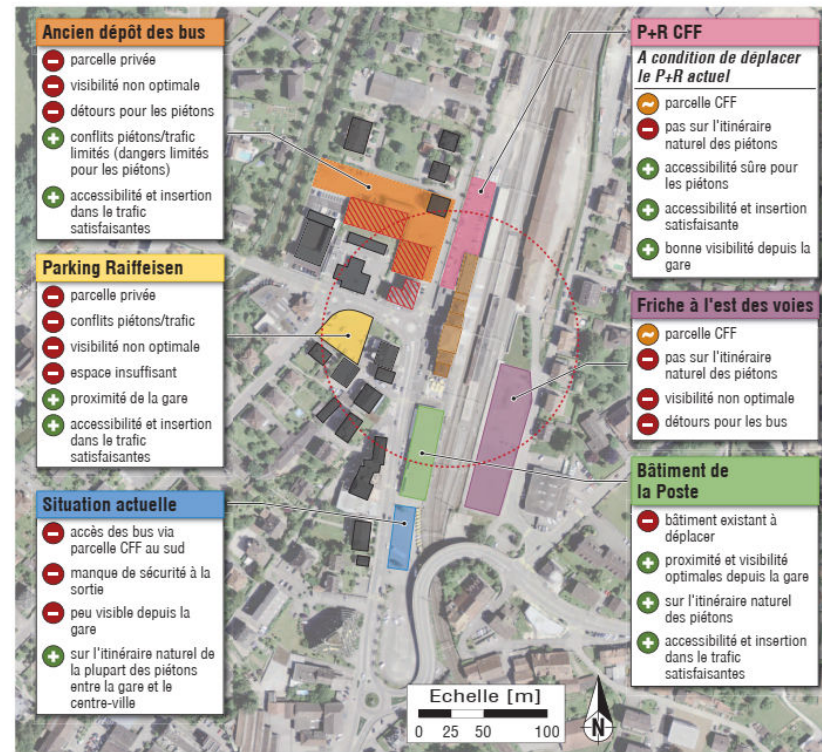 Ancien dépôt des bus
parcelle privée
visibilité non optimale
détours pour les piétons
conflits piétons/trafic
limités (dangers limités
pour les piétons)
accessibilité et insertion
dans le trafic
satisfaisantes
Parking Raiffeisen
parcelle privée
conflits piétons/trafic
visibilité non optimale
espace insuffisant
proximité de la gare
accessibilité et insertion
dans le trafic
satisfaisantes
Situation actuelle
accès des bus via
parcelle CFF au sud
manque de sécurité à la
sortie
peu visible depuis la
gare
sur l'itinéraire naturel de
la plupart des piétons
entre la gare et le
centre-ville
P+R CFF
A condition de déplacer
le P+R actuel
parcelle CFF
pas sur l'itinéraire
naturel des piétons
accessibilité sûre pour
les piétons
accessibilité et insertion
satisfaisante
bonne visibilité depuis la
gare
Friche à l'est des voies
parcelle CFF
pas sur l'itinéraire
naturel des piétons
visibilité non optimale
détours pour les bus
Bâtiment de
la Poste
bâtiment existant à
déplacer
proximité et visibilité
optimales depuis la gare
sur l'itinéraire naturel
des piétons
accessibilité et insertion
dans le trafic
satisfaisantes
Echelle [m]
0 25 50 100
N